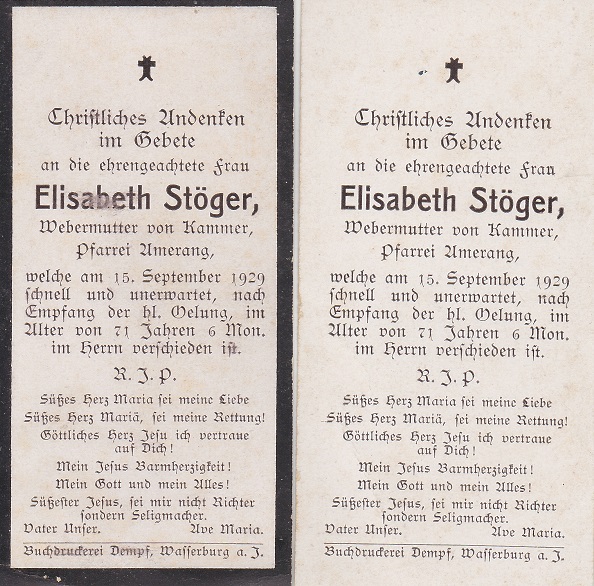 Christliches Andenken
im Gebete
an die ehrengeachtete Frau
Elisabeth Stöger,
Webermutter von Kammer,
Pfarrei Amerang,
welche am 15. September 1929
schnell und unerwartet, nach
Empfang der hl. Oelung, im
Alter von 71 Jahren 6 Mon.
im Herrn verschieden ist.
R. J. P.
Süßes Herz Maria sei meine Liebe
Süßes Herz Mariä, sei meine Rettung!
Göttliches Herz Jesu ich vertraue
auf Dich!
Mein Jesus Barmherzigkeit!
Mein Gott und mein Alles!
Süßester Jesus, sei mir nicht Richter
sondern Seligmacher.
Vater Unser. Ave Maria.
Buchdruckerei Dempf, Wasserburg a. J.
Christliches Andenken
im Gebete
an die ehrengeachtete Frau
Elisabeth Stöger,
Webermutter von Kammer,
Pfarrei Amerang,
welche am 15. September 1929
schnell und unerwartet, nach
Empfang der hl. Oelung, im
Alter von 71 Jahren 6 Mon.
im Herrn verschieden ist.
R. J. P.
Süßes Herz Maria sei meine Liebe
Süßes Herz Mariä, sei meine Rettung!
Göttliches Herz Jesu ich vertraue
auf Dich!
Mein Jesus Barmherzigkeit!
Mein Gott und mein Alles!
Süßester Jesus, sei mir nicht Richter
sondern Seligmacher.
Vater Unser. Ave Maria.
Buchdruckerei Dempf, Wasserburg a. J.